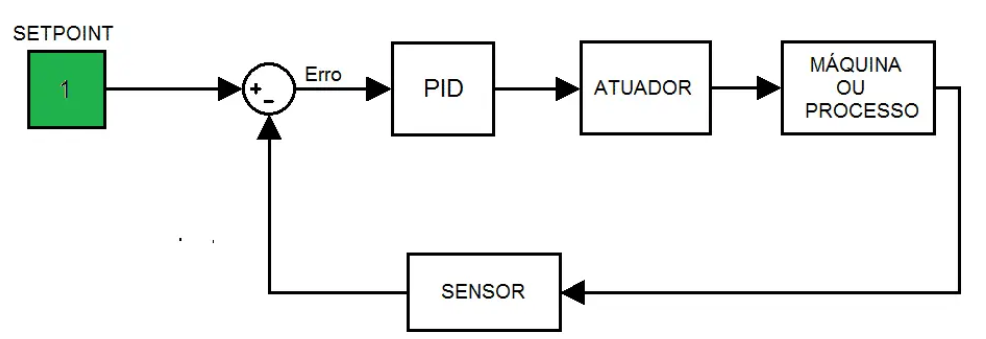 SETPOINT
1
+
-
Erro
PID
ATUADOR
MÁQUINA
OU
PROCESSO
SENSOR